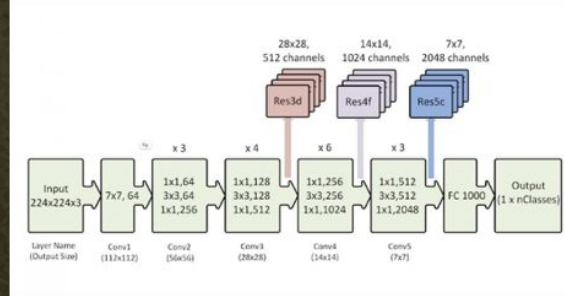 28x28,
512 channels
14x14,
1024 channels
7x7,
2048 channels
Res3d
Res4f
Res5c
x 3
x 4
x 6
x 3
Input
224x224x3
7x7, 64
1x1,64
3x3,64
1x1,256
1x1,128
3x3,128
1x1,512
1x1,256
3x3,256
1x1,1024
1x1,512
3x3,512
1x1,2048
FC 1000
Output
(1 x nClasses)
Layer Name
(Output Size)
Conv1
(112x112)
Conv2
(56x56)
Conv3
(28x28)
Conv4
(14x14)
Conv5
(7x7)